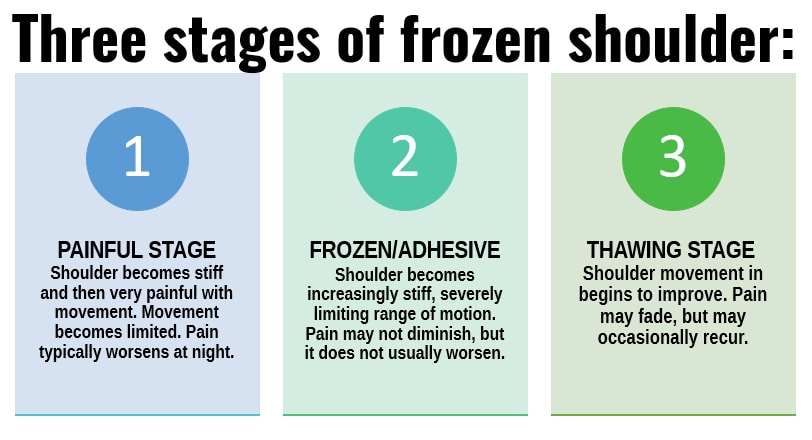 Three stages of frozen shoulder:
1
PAINFUL STAGE
Shoulder becomes stiff
and then very painful with
movement. Movement
becomes limited. Pain
typically worsens at night.
2
FROZEN/ADHESIVE
Shoulder becomes
increasingly stiff, severely
limiting range of motion.
Pain may not diminish, but
it does not usually worsen.
3
THAWING STAGE
Shoulder movement in
begins to improve. Pain
may fade, but may
occasionally recur.